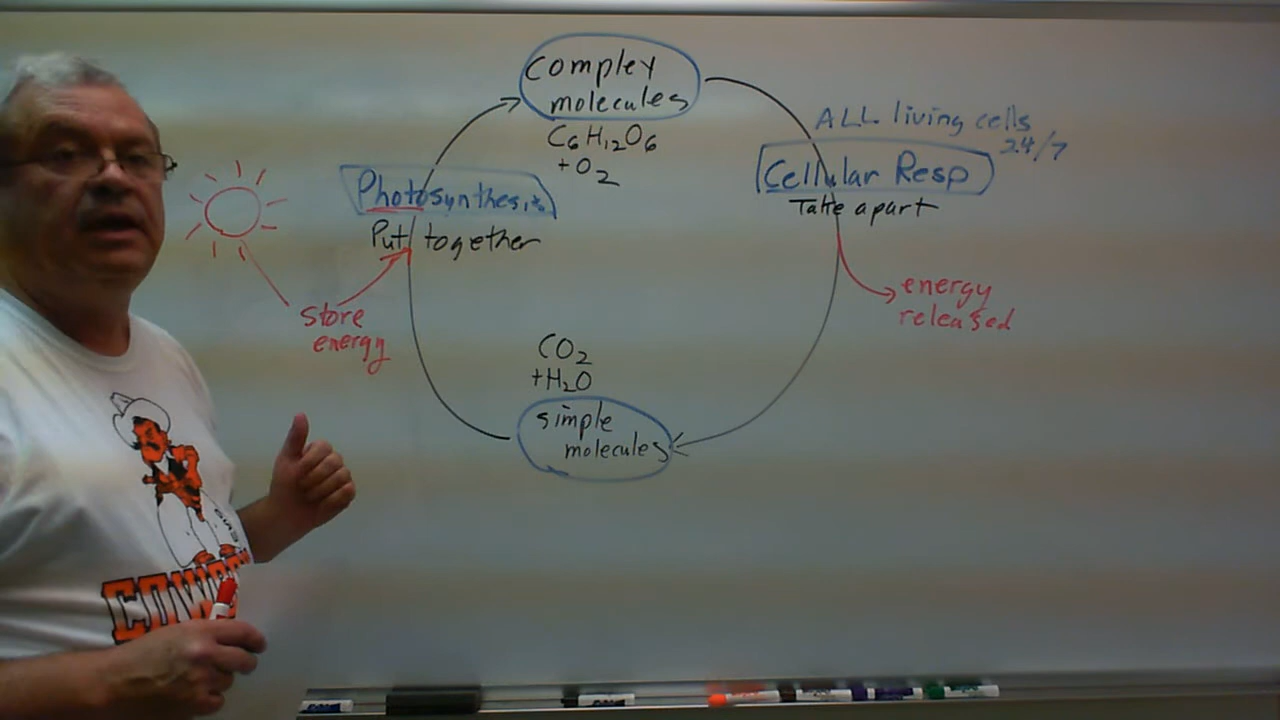 Complex
molecules
C6H12O6
+O2
ALL living cells
24/7
Cellular Resp
Take apart
Photosynthesis
Put together
store
energy
energy
released
CO2
+H2O
simple
molecules